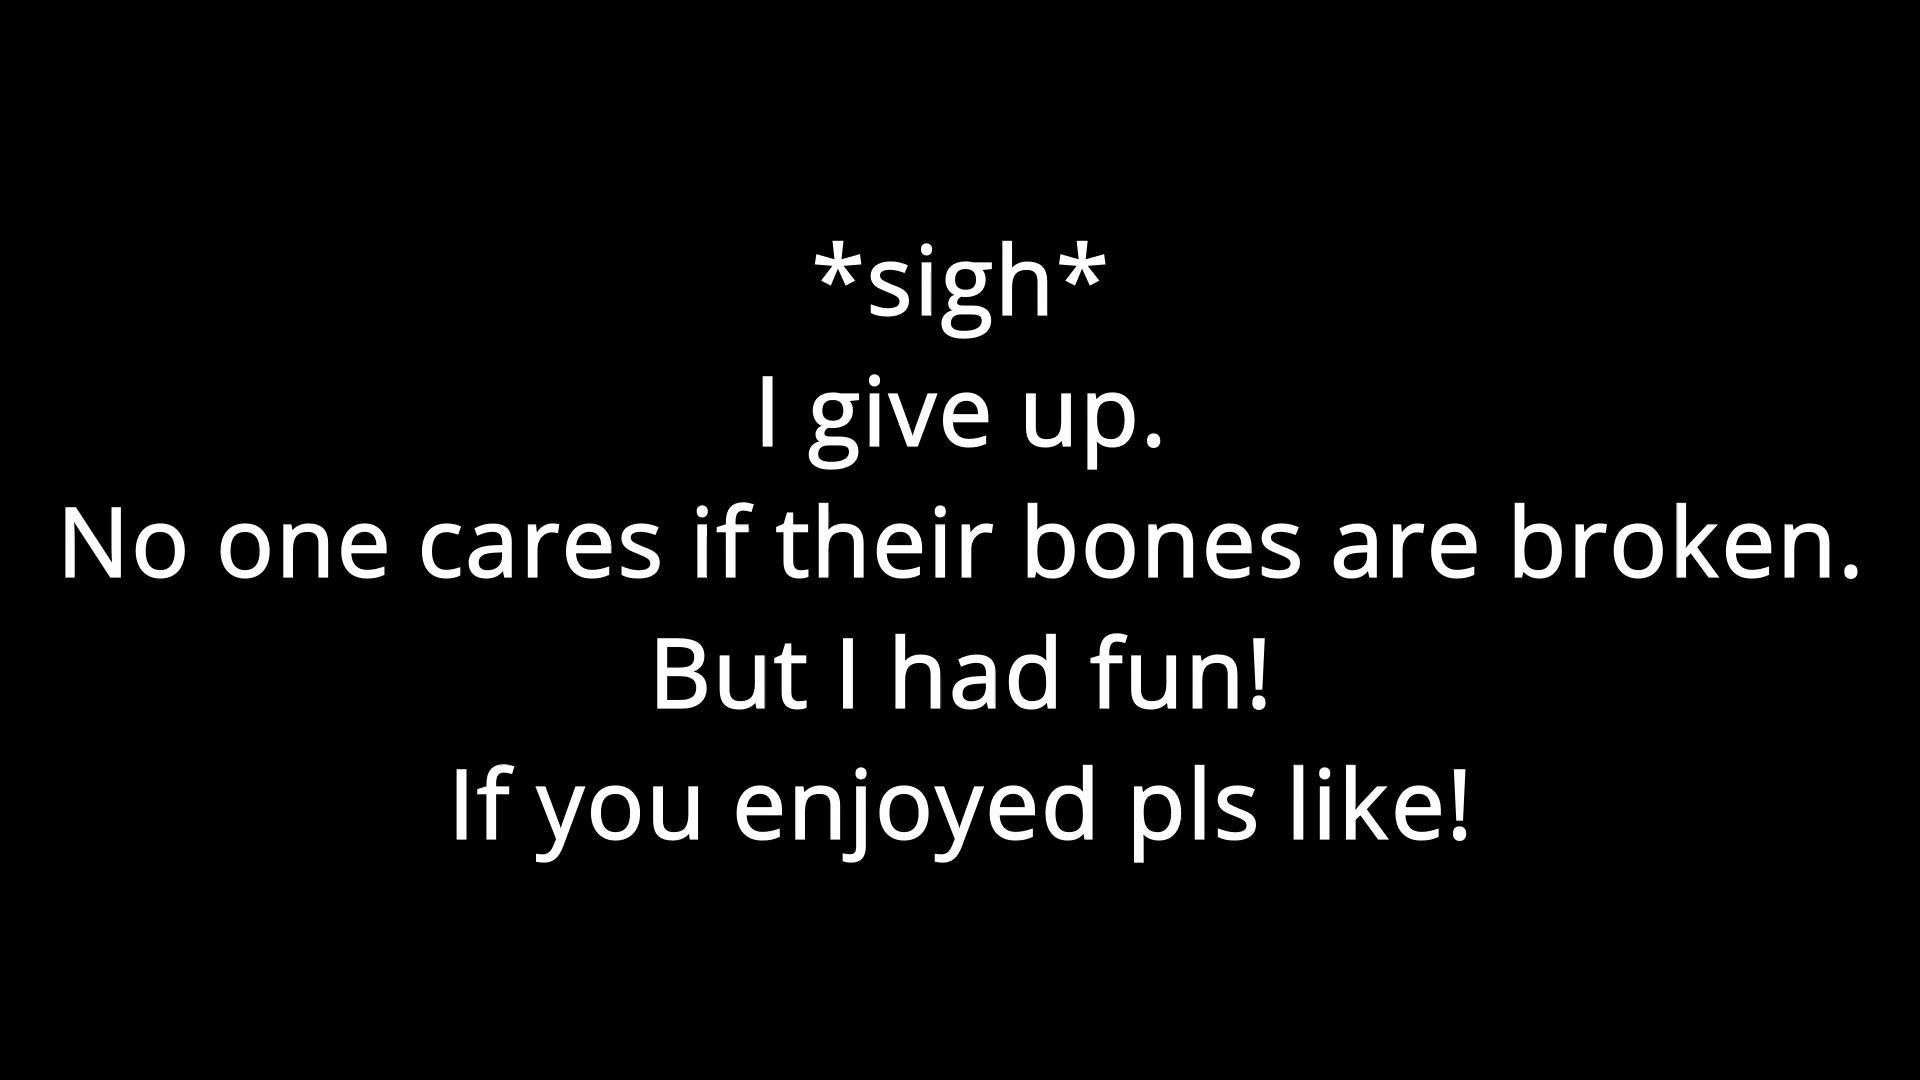 *sigh*
I give up.
No one cares if their bones are broken.
But I had fun!
If you enjoyed pls like!